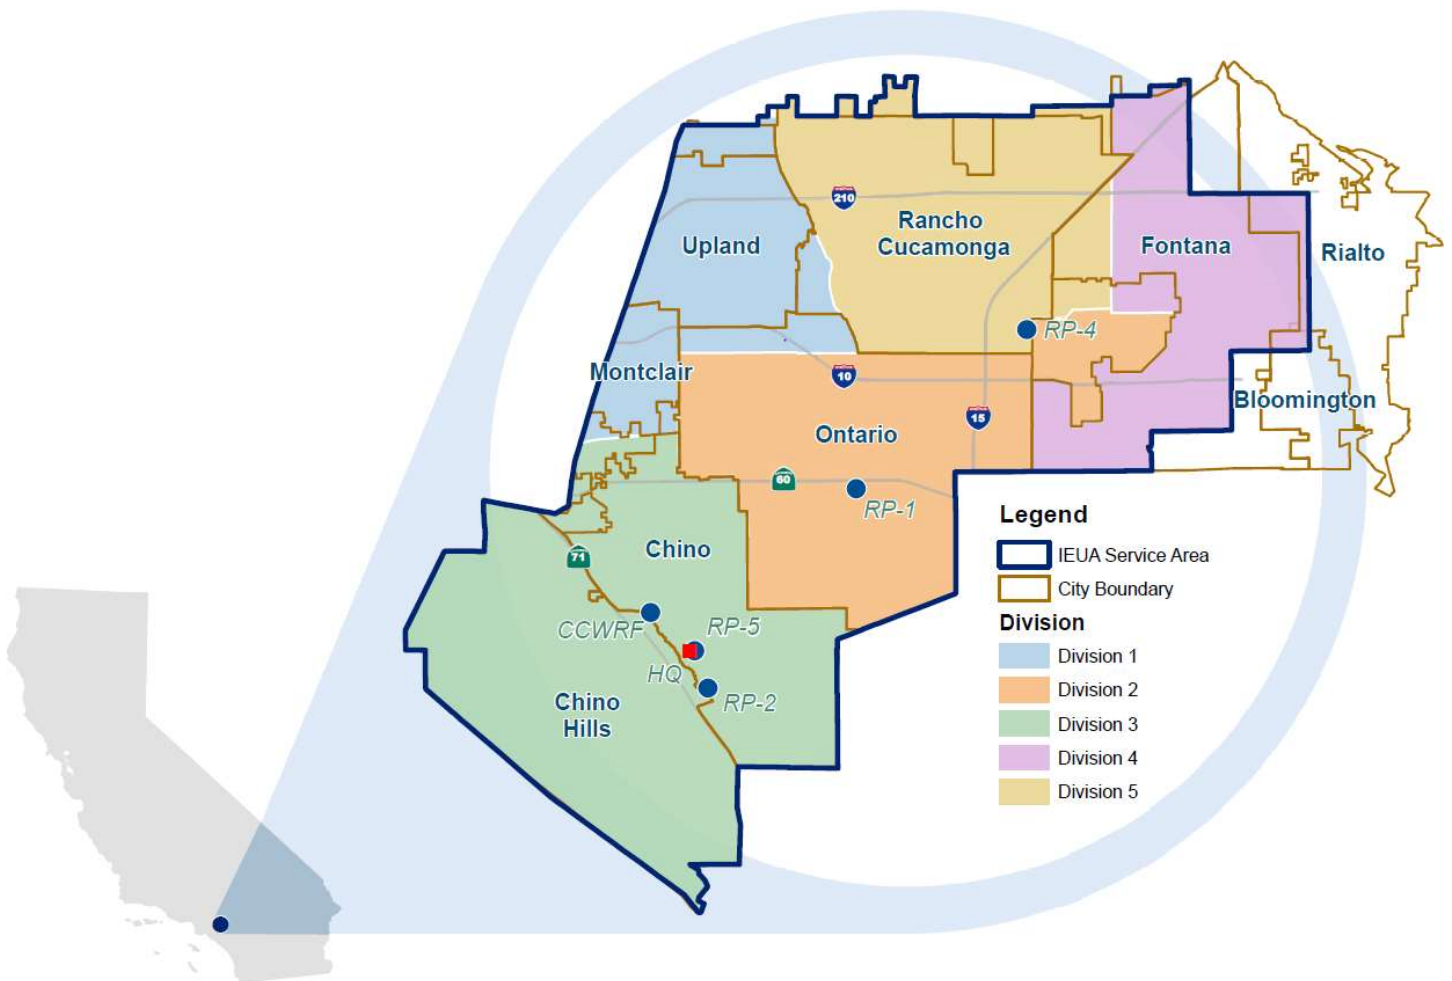 210
Rancho
Cucamonga
Upland
Fontana
Rialto
RP-4
Montclair
10
Bloomington
15
Ontario
60
RP-1
Chino
71
CCWRF
RP-5
HQ
RP-2
Chino
Hills
Legend
IEUA Service Area
City Boundary
Division
Division 1
Division 2
Division 3
Division 4
Division 5